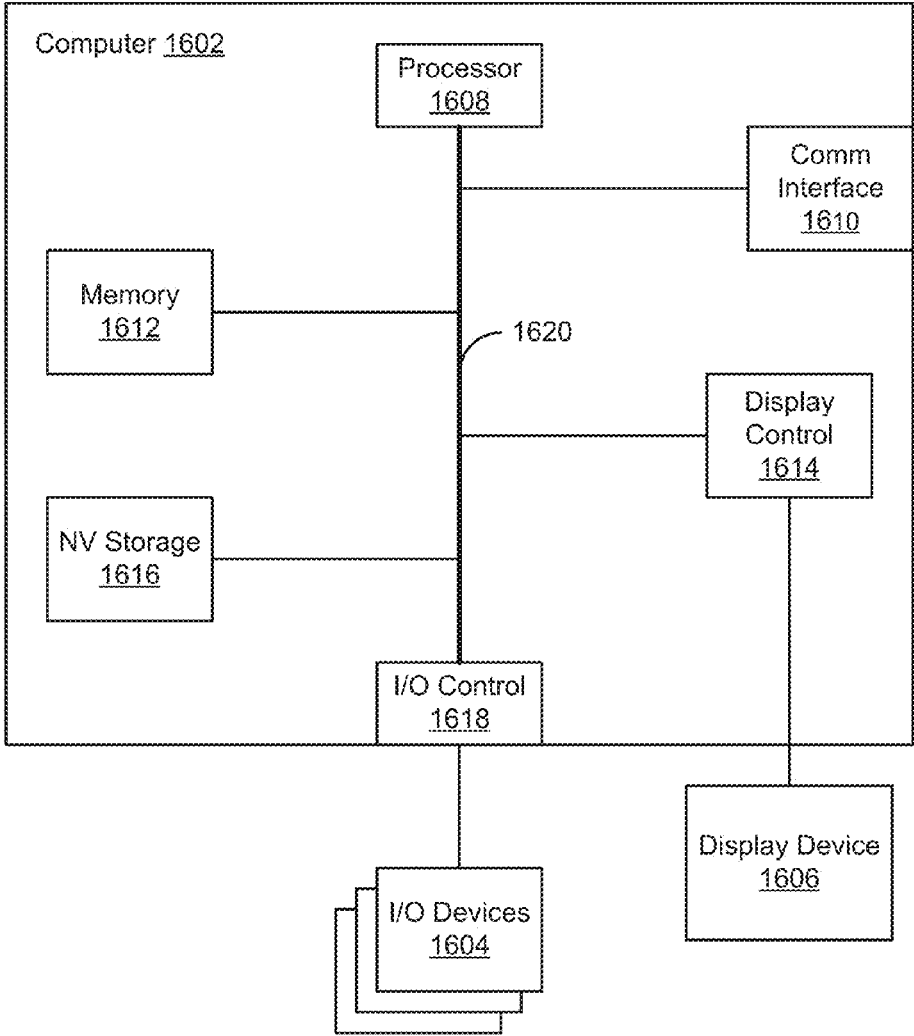 Computer 1602
Processor
1608
Comm
Interface
1610
Memory
1612
1620
Display
Control
1614
NV Storage
1616
I/O Control
1618
Display Device
1606
I/O Devices
1604